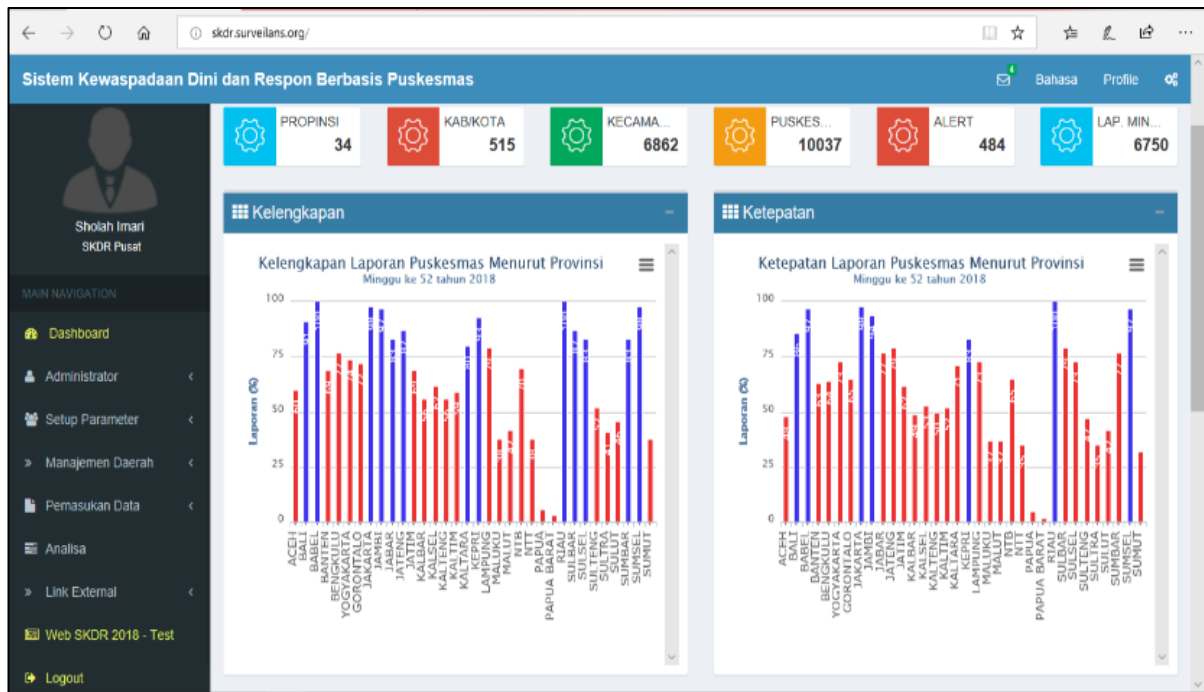 skdr.surveilans.org/
Sistem Kewaspadaan Dini dan Respon Berbasis Puskesmas
4
Bahasa
Profile
Sholah Imari
SKDR Pusat
MAIN NAVIGATION
Dashboard
Administrator
Setup Parameter
Manajemen Daerah
Pemasukan Data
Analisa
Link External
Web SKDR 2018 - Test
Logout
PROPINSI
34
KAB/KOTA
515
KECAMA...
6862
PUSKES...
10037
ALERT
484
LAP. MIN...
6750
Kelengkapan
Kelengkapan Laporan Puskesmas Menurut Provinsi
Minggu ke 52 tahun 2018
Laporan (%)
100
75
50
25
0
ACEH
BALI
BABEL
BANTEN
BENGKULU
YOGYAKARTA
GORONTALO
JAKARTA
JAMBI
JABAR
JATENG
JATIM
KALBAR
KALSEL
KALTENG
KALTIM
KALTARA
KEPRI
LAMPUNG
MALUKU
MALUT
NTB
NTT
PAPUA
PAPUA BARAT
RIAU
SULBAR
SULSEL
SULTENG
SULTRA
SULUT
SUMBAR
SUMSEL
SUMUT
Ketepatan
Ketepatan Laporan Puskesmas Menurut Provinsi
Minggu ke 52 tahun 2018
Laporan (%)
100
75
50
25
0
ACEH
BALI
BABEL
BANTEN
BENGKULU
YOGYAKARTA
GORONTALO
JAKARTA
JAMBI
JABAR
JATENG
JATIM
KALBAR
KALSEL
KALTENG
KALTIM
KALTARA
KEPRI
LAMPUNG
MALUKU
MALUT
NTB
NTT
PAPUA
PAPUA BARAT
RIAU
SULBAR
SULSEL
SULTENG
SULTRA
SULUT
SUMBAR
SUMSEL
SUMUT